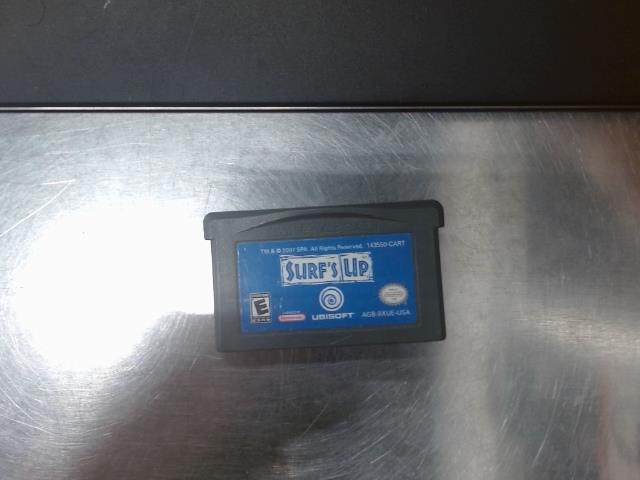 TM & © 2007 SPA. All Rights Reserved. 143550-CART
SURF'S UP
E
UBISOFT
AGB-BXUE-USA